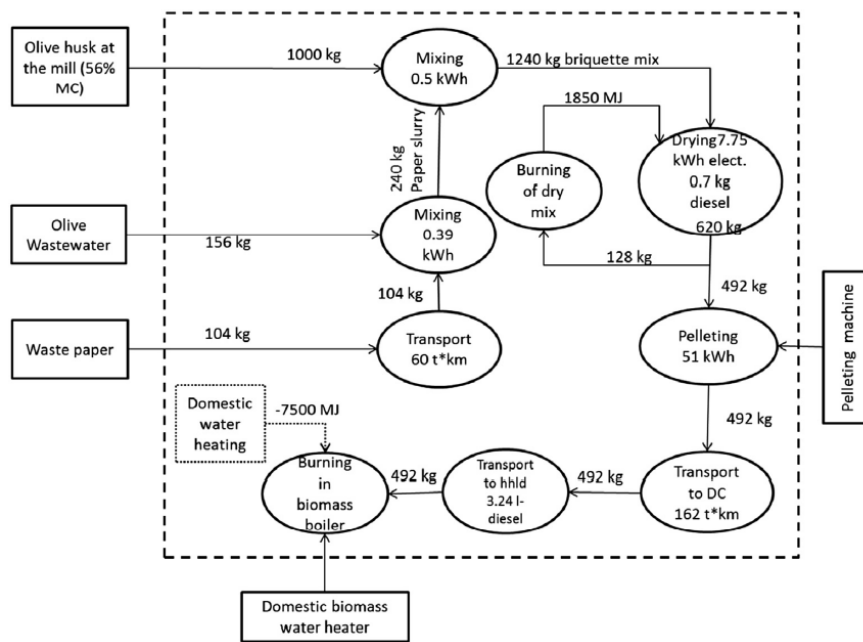 Olive husk at
the mill (56%
MC)
1000 kg
Mixing
0.5 kWh
1240 kg briquette mix
1850 MJ
Drying7.75
kWh elect.
0.7 kg
diesel
620 kg
Burning
of dry
mix
240 kg
Paper slurry
Olive
Wastewater
156 kg
Mixing
0.39
kWh
128 kg
492 kg
104 kg
Waste paper
104 kg
Transport
60 t*km
Pelleting
51 kWh
Pelleting machine
Domestic
water
heating
-7500 MJ
492 kg
Burning
in
biomass
boiler
492 kg
Transport
to hhld
3.24 l-
diesel
492 kg
Transport
to DC
162 t*km
Domestic biomass
water heater